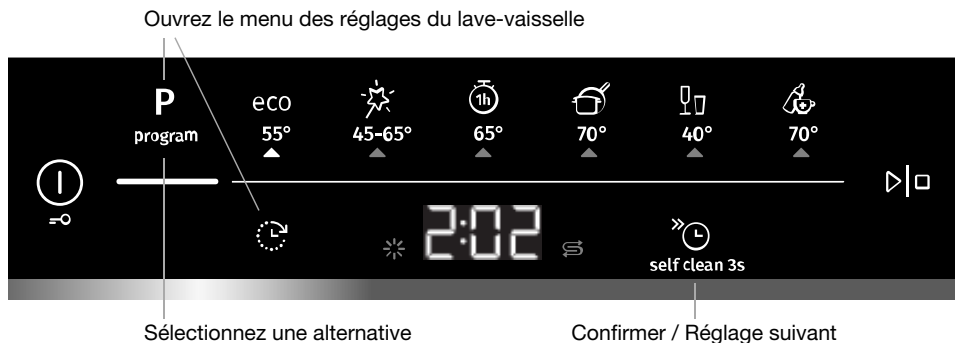 Ouvrez le menu des réglages du lave-vaisselle
P
program
eco
55°
45-65°
1h
65°
70°
40°
70°
2:02
self clean 3s
Sélectionnez une alternative
Confirmer / Réglage suivant